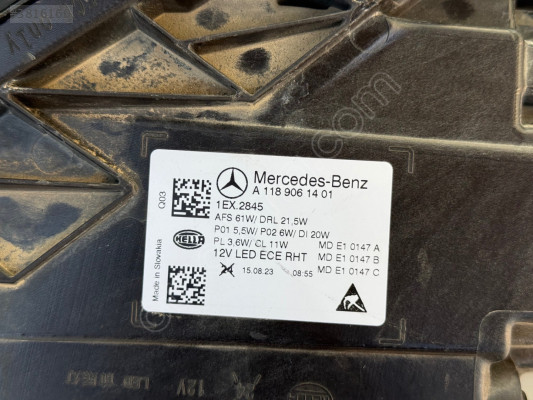 Mercedes-Benz
A 118 906 14 01
1EX.2845
AFS 61W/ DRL 21,5W
P01 5,5W/ P02 6W/ DI 20W
PL 3,6W/ CL 11W
12V LED ECE RHT
MD E1 0147 A
MD E1 0147 B
MD E1 0147 C
15.08.23 08:55
HELLA
Q03
Made in Slovakia
12V
LED